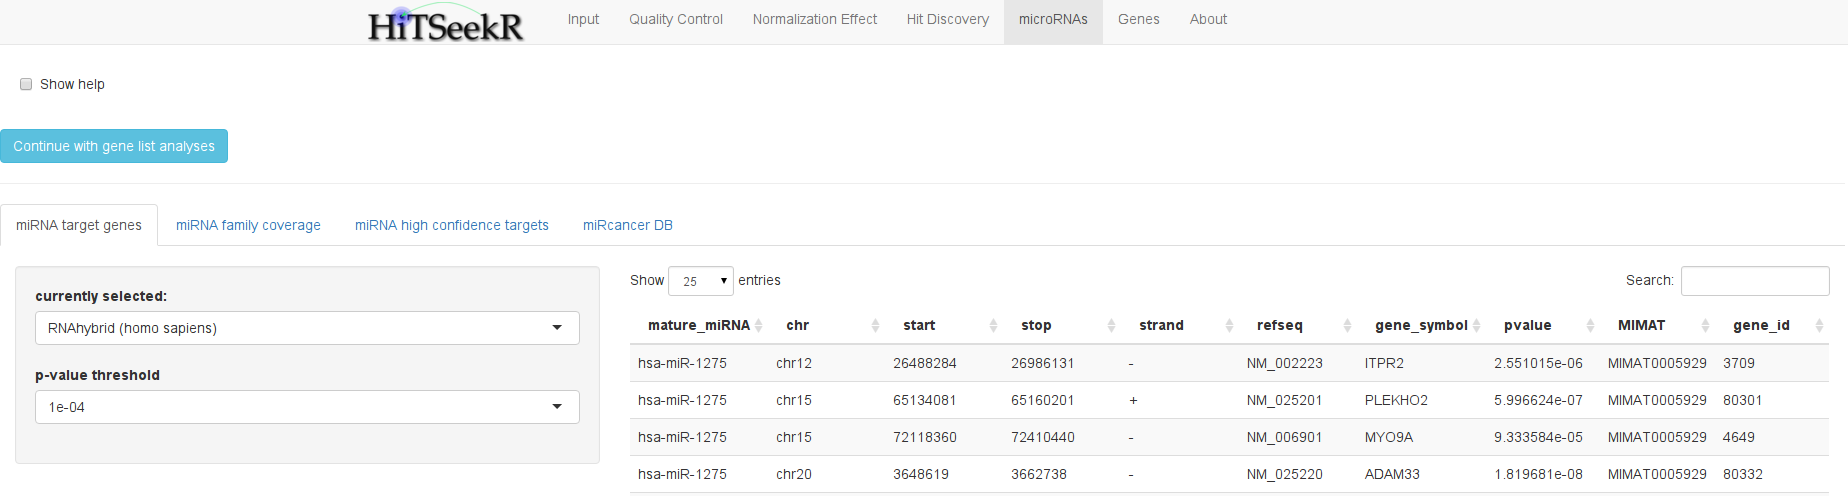 HiTSeekR Input Quality Control Normalization Effect Hit Discovery microRNAs Genes About
Show help
Continue with gene list analyses
miRNA target genes miRNA family coverage miRNA high confidence targets miRcancer DB
currently selected:
RNAhybrid (homo sapiens)
p-value threshold
1e-04
Show 25 entries Search:
mature_miRNA chr start stop strand refseq gene_symbol pvalue MIMAT gene_id
hsa-miR-1275 chr12 26488284 26986131 - NM_002223 ITPR2 2.551015e-06 MIMAT0005929 3709
hsa-miR-1275 chr15 65134081 65160201 + NM_025201 PLEKHO2 5.996624e-07 MIMAT0005929 80301
hsa-miR-1275 chr15 72118360 72410440 - NM_006901 MYO9A 9.333584e-05 MIMAT0005929 4649
hsa-miR-1275 chr20 3648619 3662738 - NM_025220 ADAM33 1.819681e-08 MIMAT0005929 80332